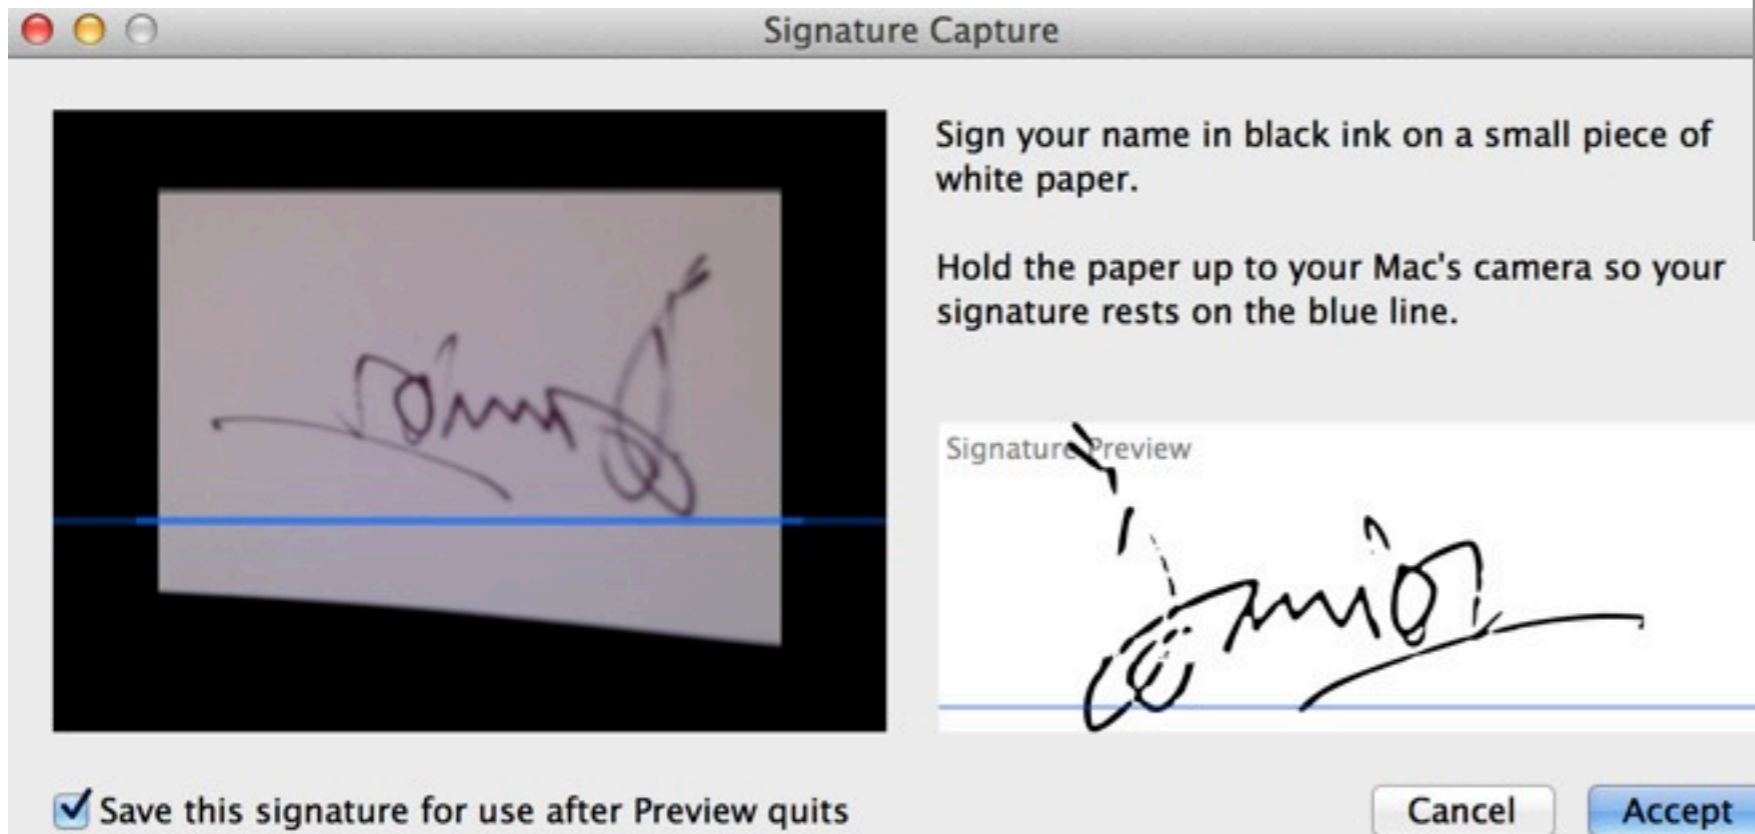 Signature Capture
Sign your name in black ink on a small piece of
white paper.
Hold the paper up to your Mac's camera so your
signature rests on the blue line.
Signature Preview
Save this signature for use after Preview quits
Cancel
Accept